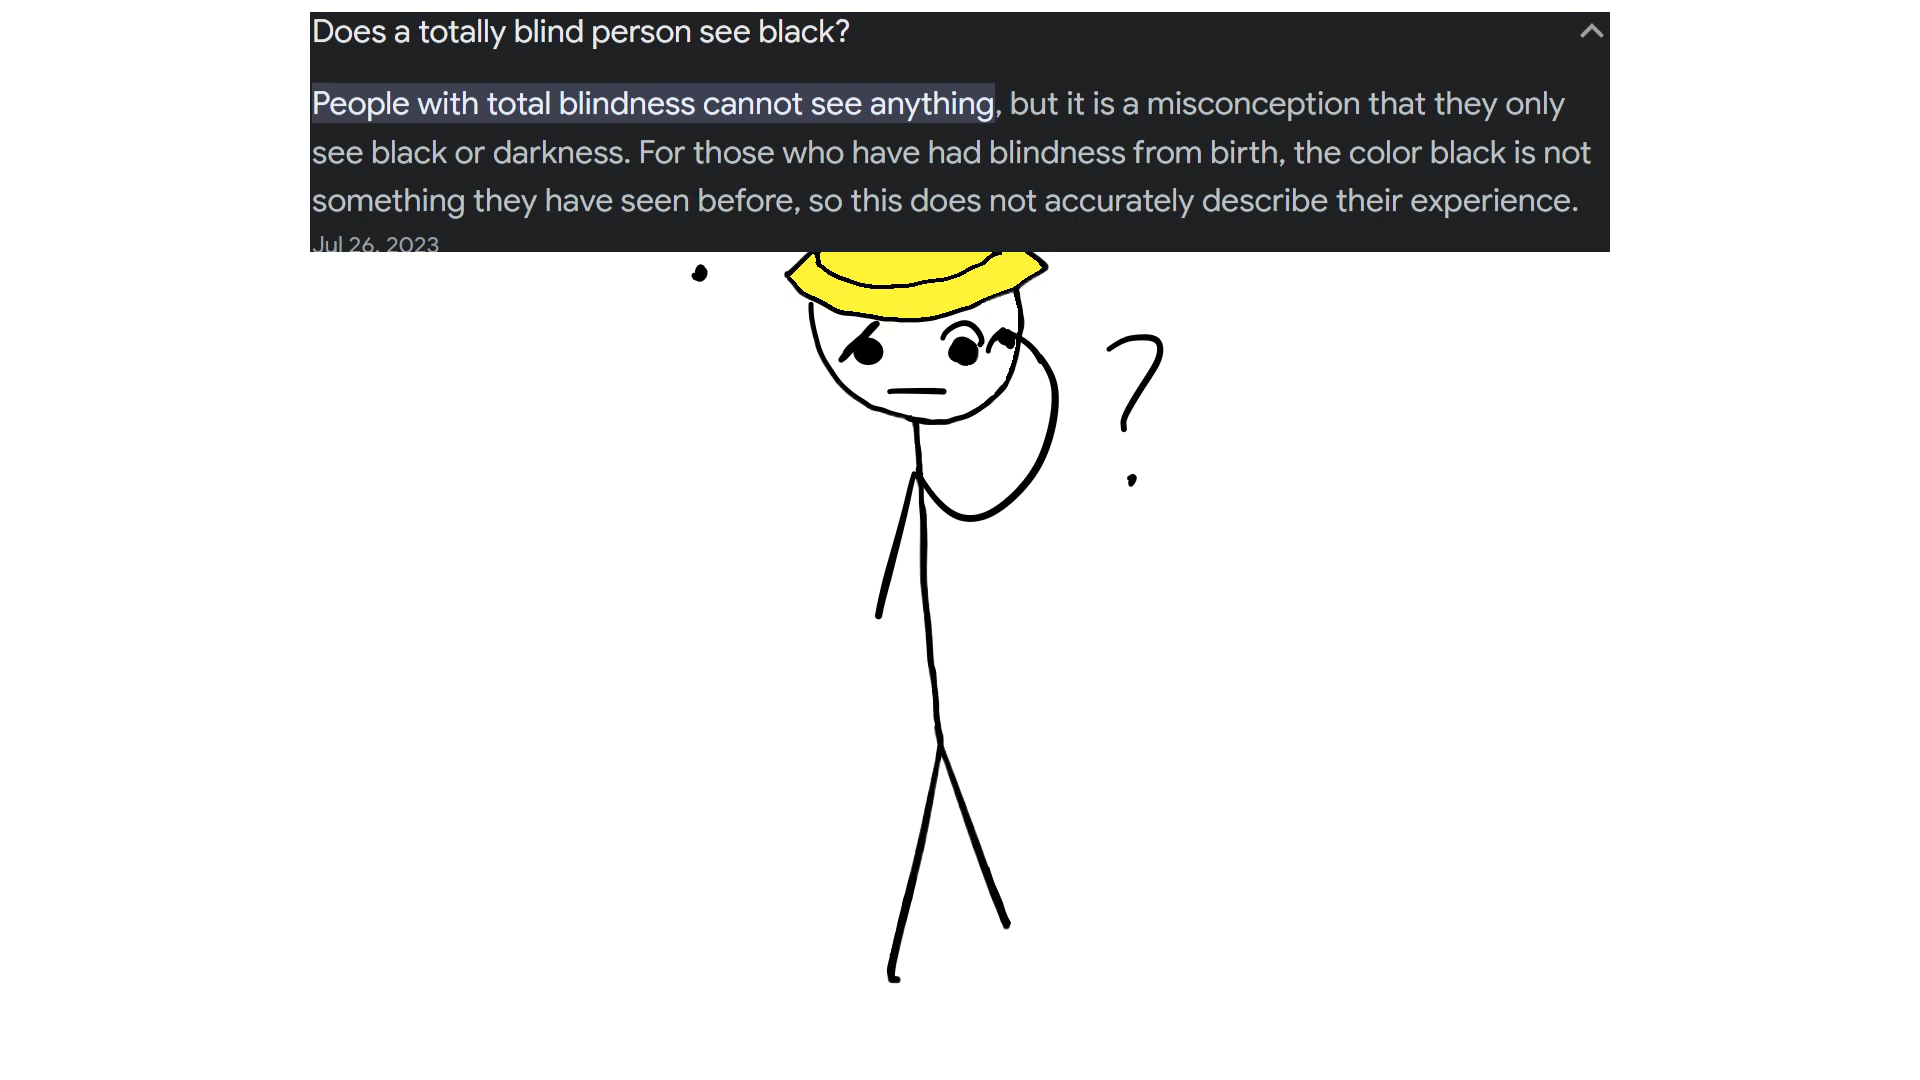 Does a totally blind person see black?
People with total blindness cannot see anything, but it is a misconception that they only
see black or darkness. For those who have had blindness from birth, the color black is not
something they have seen before, so this does not accurately describe their experience.
Jul 26, 2023
?